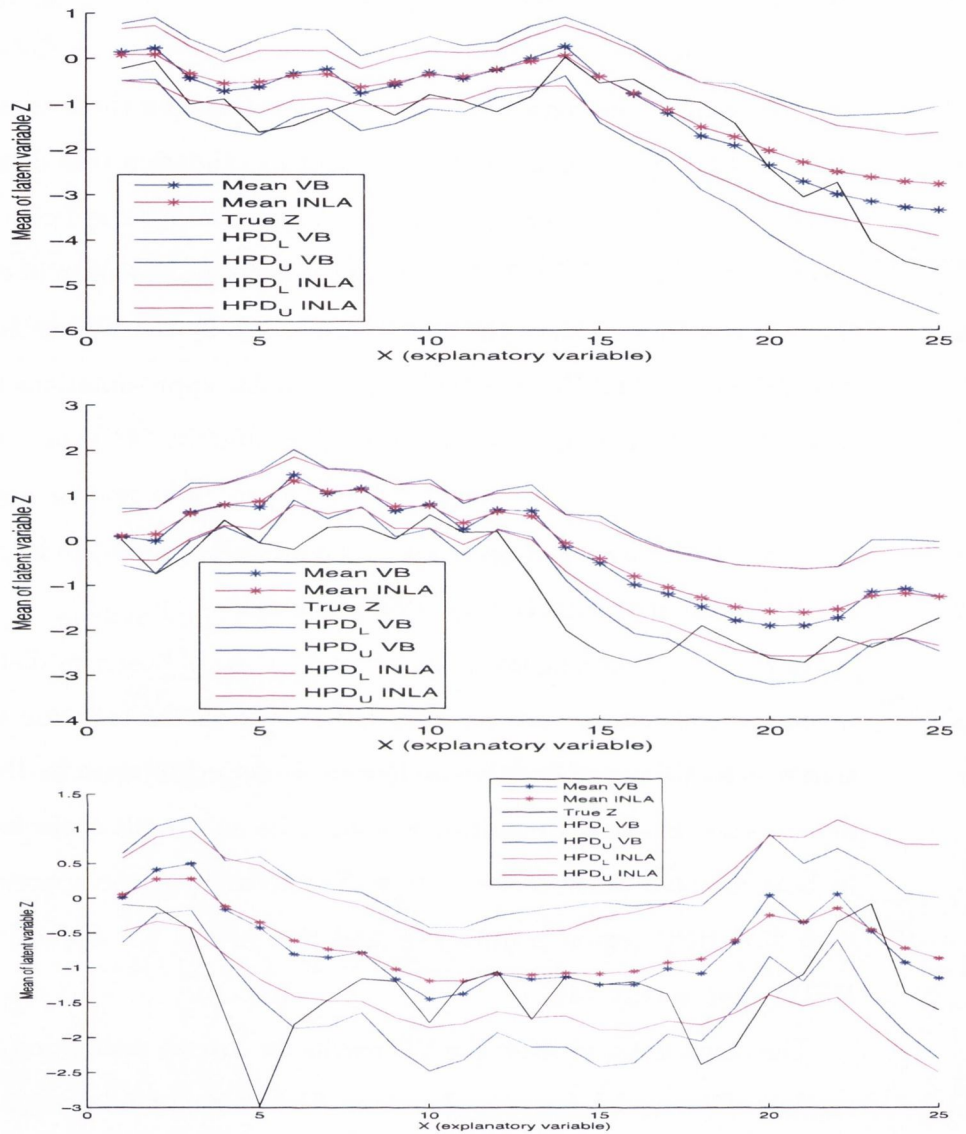 1
0
−1
−2
−3
−4
−5
−6
Mean of latent variable Z
Mean VB
Mean INLA
True Z
HPD_L VB
HPD_U VB
HPD_L INLA
HPD_U INLA
0 5 10 15 20 25
X (explanatory variable)
3
2
1
0
−1
−2
−3
−4
Mean of latent variable Z
Mean VB
Mean INLA
True Z
HPD_L VB
HPD_U VB
HPD_L INLA
HPD_U INLA
0 5 10 15 20 25
X (explanatory variable)
1.5
1
0.5
0
−0.5
−1
−1.5
−2
−2.5
−3
Mean of latent variable Z
Mean VB
Mean INLA
True Z
HPD_L VB
HPD_U VB
HPD_L INLA
HPD_U INLA
0 5 10 15 20 25
X (explanatory variable)